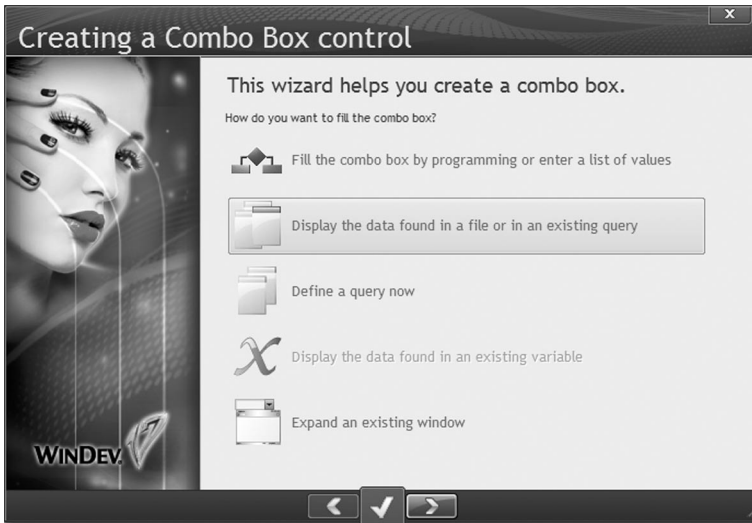 X
Creating a Combo Box control
This wizard helps you create a combo box.
How do you want to fill the combo box?
Fill the combo box by programming or enter a list of values
Display the data found in a file or in an existing query
Define a query now
Display the data found in an existing variable
Expand an existing window
WINDEV.